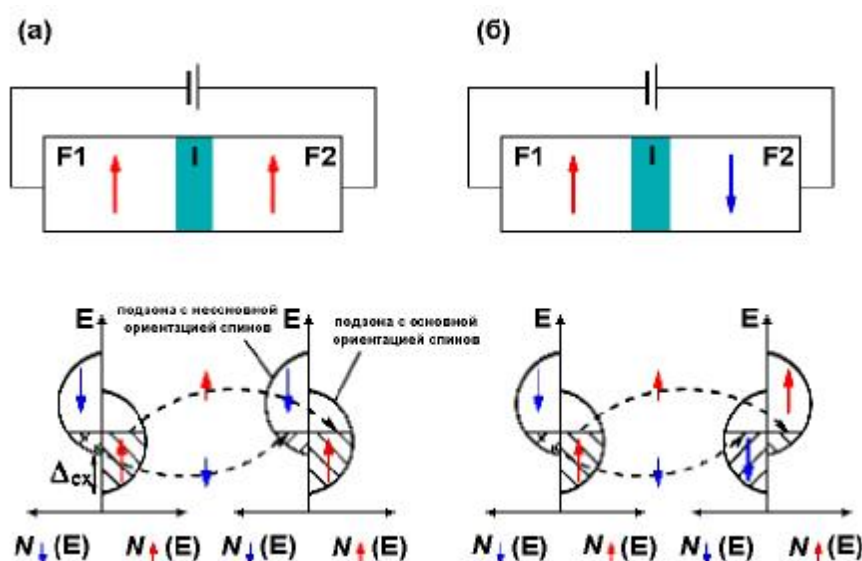 (а)
(б)
F1 I F2
F1 I F2
подзона с неосновной
ориентацией спинов
подзона с основной
ориентацией спинов
E
E
E
E
Δex
N↓(E) N↑(E) N↓(E) N↑(E)
N↓(E) N↑(E) N↓(E) N↑(E)